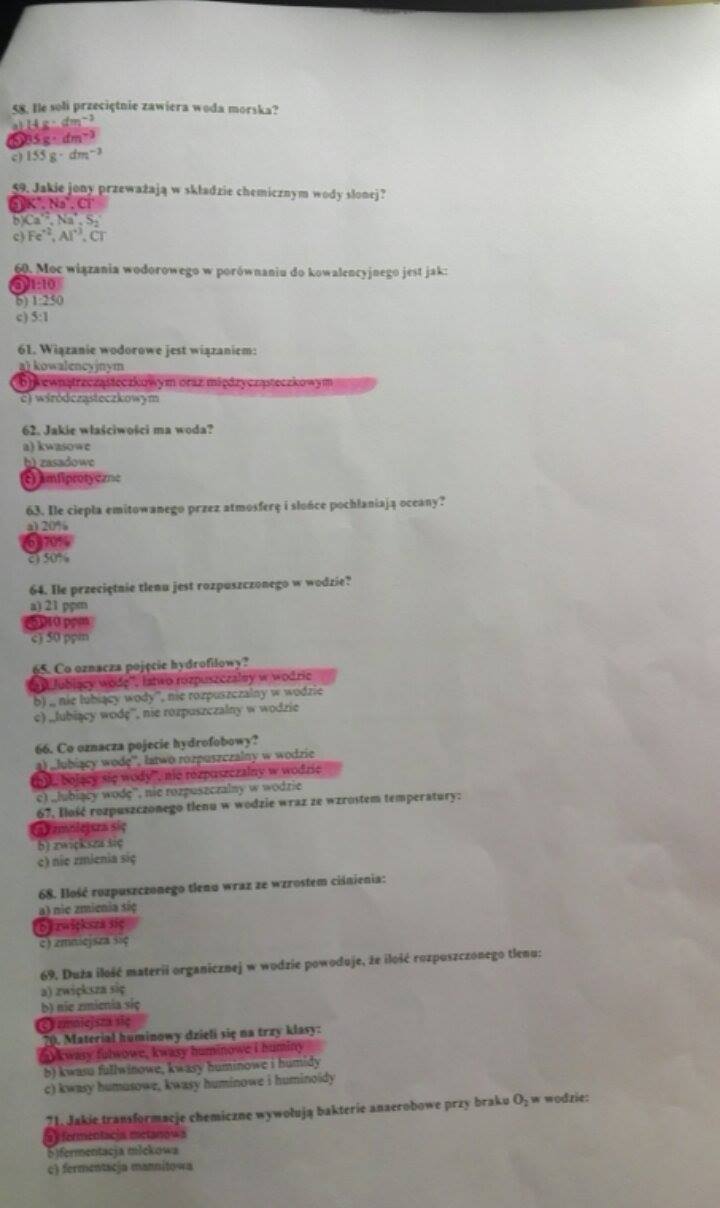 58. Ile soli przeciętnie zawiera woda morska?
a) 14 g · dm⁻³
b) 35 g · dm⁻³
c) 155 g · dm⁻³
59. Jakie jony przeważają w składzie chemicznym wody słonej?
a) K⁺, Na⁺, Cl⁻
b) Ca⁺², Na⁺, S₂⁻
c) Fe⁺², Al⁺³, Cl⁻
60. Moc wiązania wodorowego w porównaniu do kowalencyjnego jest jak:
a) 1:10
b) 1:250
c) 5:1
61. Wiązanie wodorowe jest wiązaniem:
a) kowalencyjnym
b) wewnątrzcząsteczkowym oraz międzycząsteczkowym
c) wśródcząsteczkowym
62. Jakie właściwości ma woda?
a) kwasowe
b) zasadowe
c) amfiprotyczne
63. Ile ciepła emitowanego przez atmosferę i słońce pochłaniają oceany?
a) 20%
b) 70%
c) 50%
64. Ile przeciętnie tlenu jest rozpuszczonego w wodzie?
a) 21 ppm
b) 10 ppm
c) 50 ppm
65. Co oznacza pojęcie hydrofilowy?
a) „lubiący wodę", łatwo rozpuszczalny w wodzie
b) „ nie lubiący wody", nie rozpuszczalny w wodzie
c) „lubiący wodę", nie rozpuszczalny w wodzie
66. Co oznacza pojecie hydrofobowy?
a) „lubiący wodę", łatwo rozpuszczalny w wodzie
b) „ bojący się wody", nie rozpuszczalny w wodzie
c) „lubiący wodę", nie rozpuszczalny w wodzie
67. Ilość rozpuszczonego tlenu w wodzie wraz ze wzrostem temperatury:
a) zmniejsza się
b) zwiększa się
c) nie zmienia się
68. Ilość rozpuszczonego tlenu wraz ze wzrostem ciśnienia:
a) nie zmienia się
b) zwiększa się
c) zmniejsza się
69. Duża ilość materii organicznej w wodzie powoduje, że ilość rozpuszczonego tlenu:
a) zwiększa się
b) nie zmienia się
c) zmniejsza się
70. Materiał huminowy dzieli się na trzy klasy:
a) kwasy fulwowe, kwasy huminowe i huminy
b) kwasu fullwinowe, kwasy huminowe i humidy
c) kwasy humusowe, kwasy huminowe i huminoidy
71. Jakie transformacje chemiczne wywołują bakterie anaerobowe przy braku O₂ w wodzie:
a) fermentacja metanowa
b)fermentacja mlekowa
c) fermentacja mannitowa